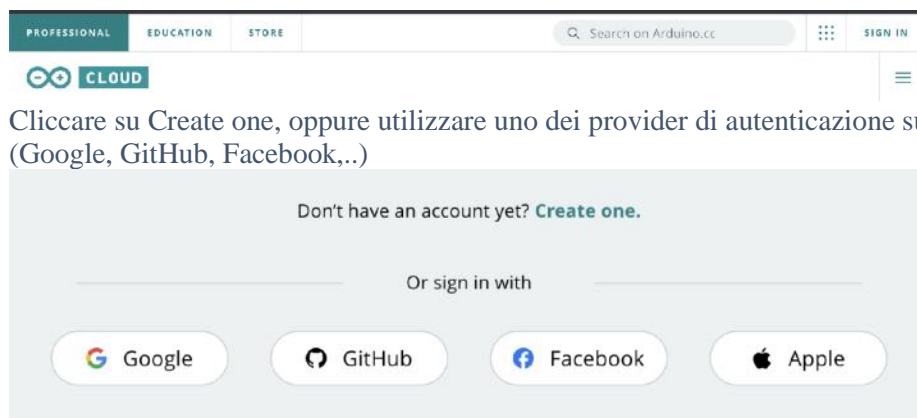 PROFESSIONAL EDUCATION STORE Search on Arduino.cc SIGN IN
CLOUD
Cliccare su Create one, oppure utilizzare uno dei provider di autenticazione
(Google, GitHub, Facebook,..)
Don't have an account yet? Create one.
Or sign in with
Google GitHub Facebook Apple